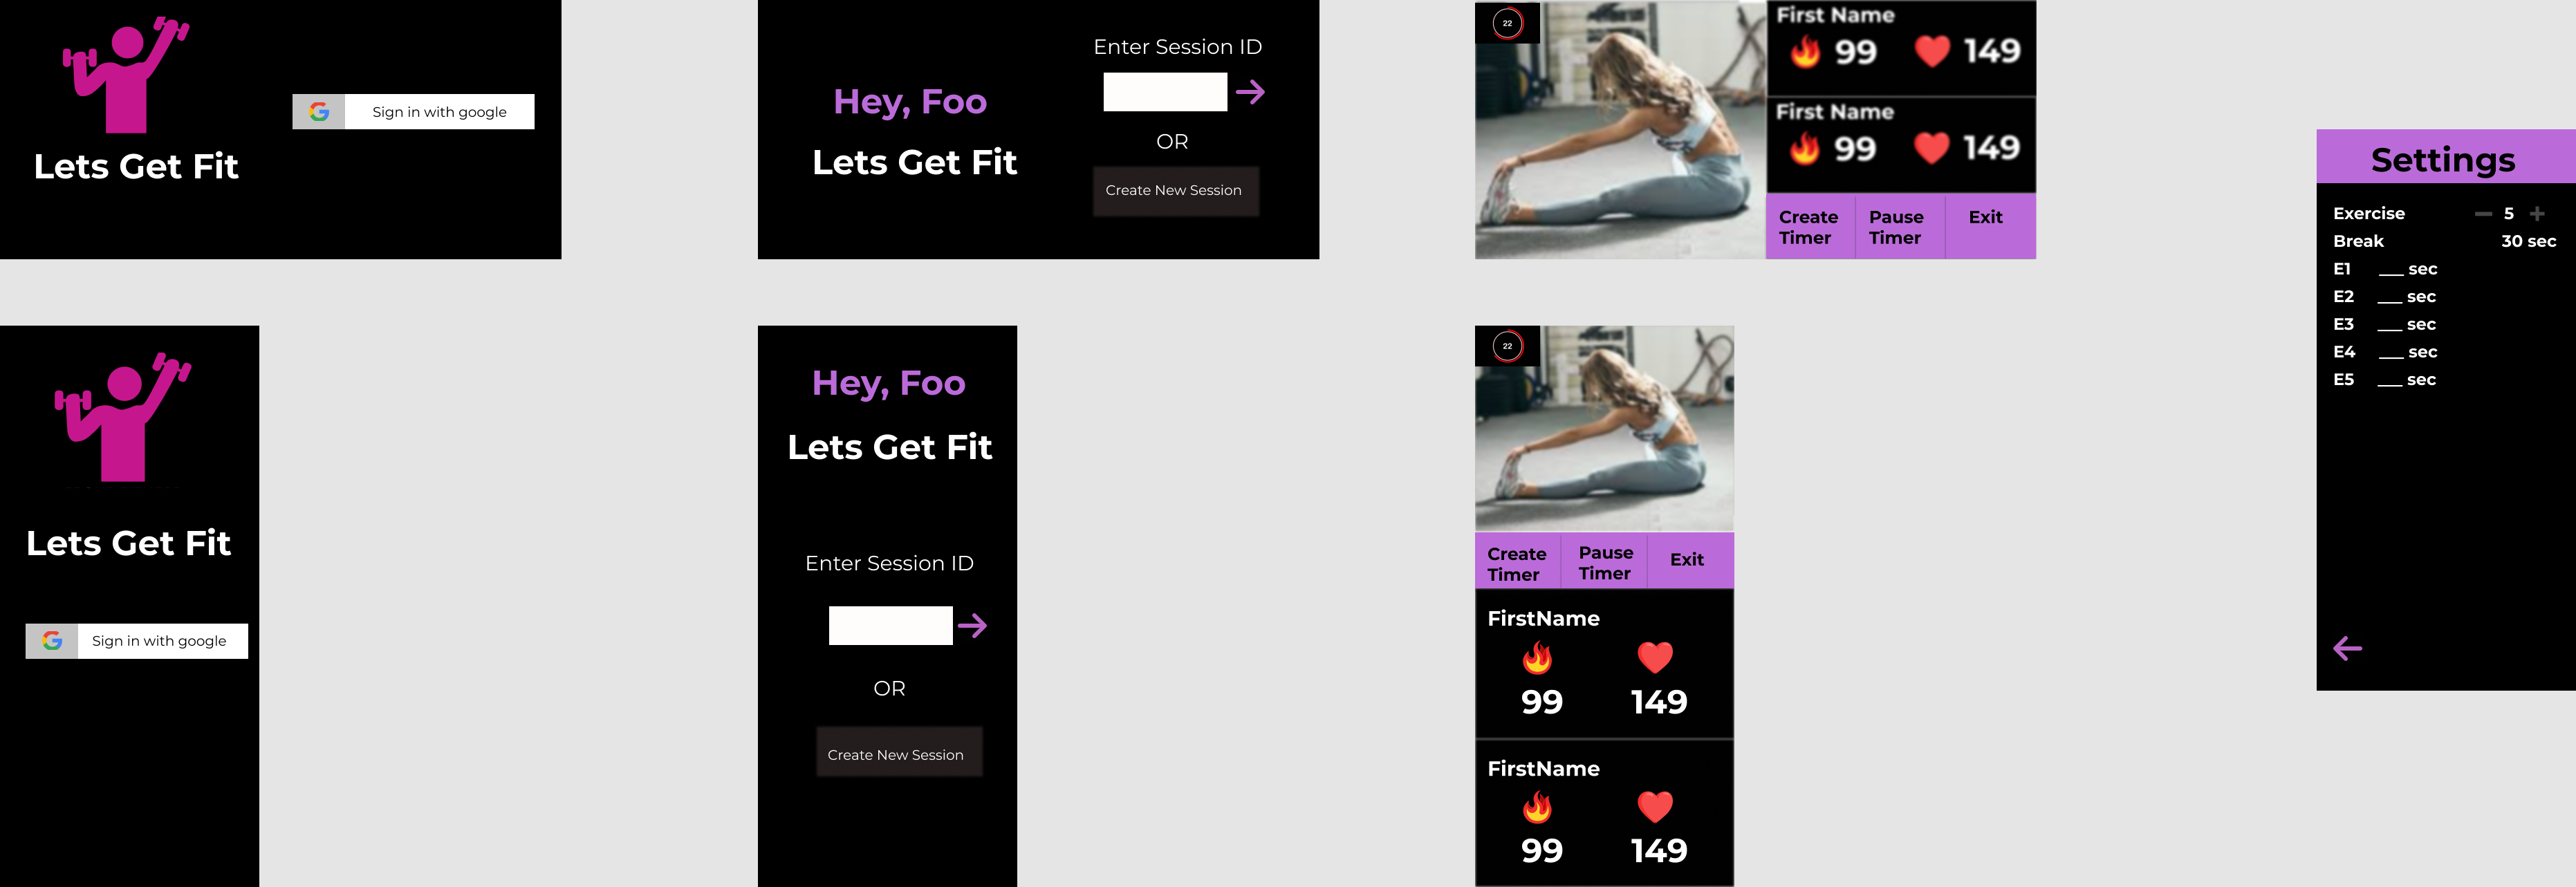 Lets Get Fit
Sign in with google
Hey, Foo
Lets Get Fit
Enter Session ID
OR
Create New Session
22
First Name
99 149
First Name
99 149
Create
Timer
Pause
Timer
Exit
Lets Get Fit
Sign in with google
Hey, Foo
Lets Get Fit
Enter Session ID
OR
Create New Session
22
Create
Timer
Pause
Timer
Exit
FirstName
99 149
FirstName
99 149
Settings
Exercise 5
Break 30 sec
E1 ___ sec
E2 ___ sec
E3 ___ sec
E4 ___ sec
E5 ___ sec